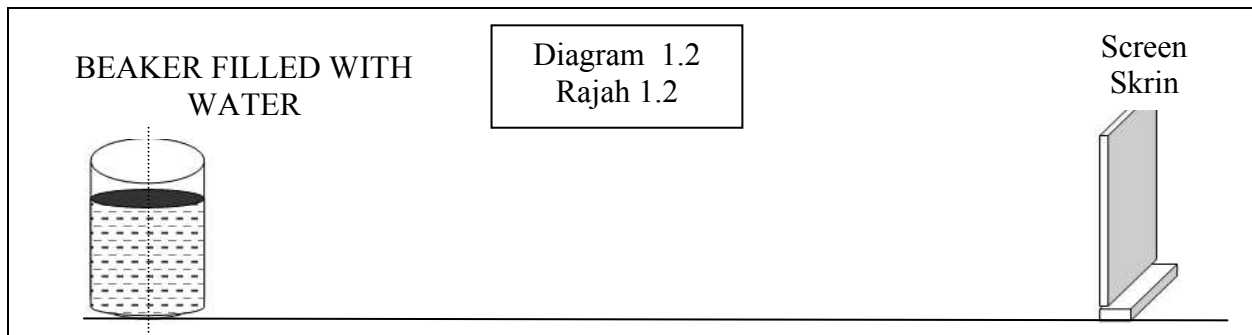 BEAKER FILLED WITH
WATER
Diagram 1.2
Rajah 1.2
Screen
Skrin